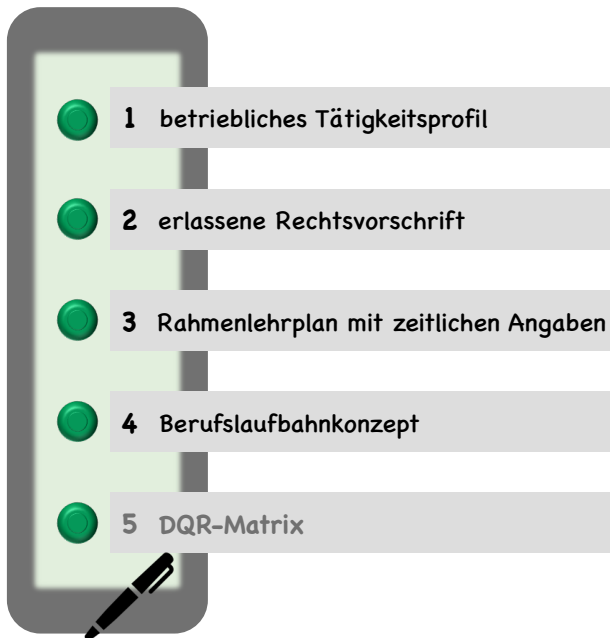 1 betriebliches Tätigkeitsprofil
2 erlassene Rechtsvorschrift
3 Rahmenlehrplan mit zeitlichen Angaben
4 Berufslaufbahnkonzept
5 DQR-Matrix